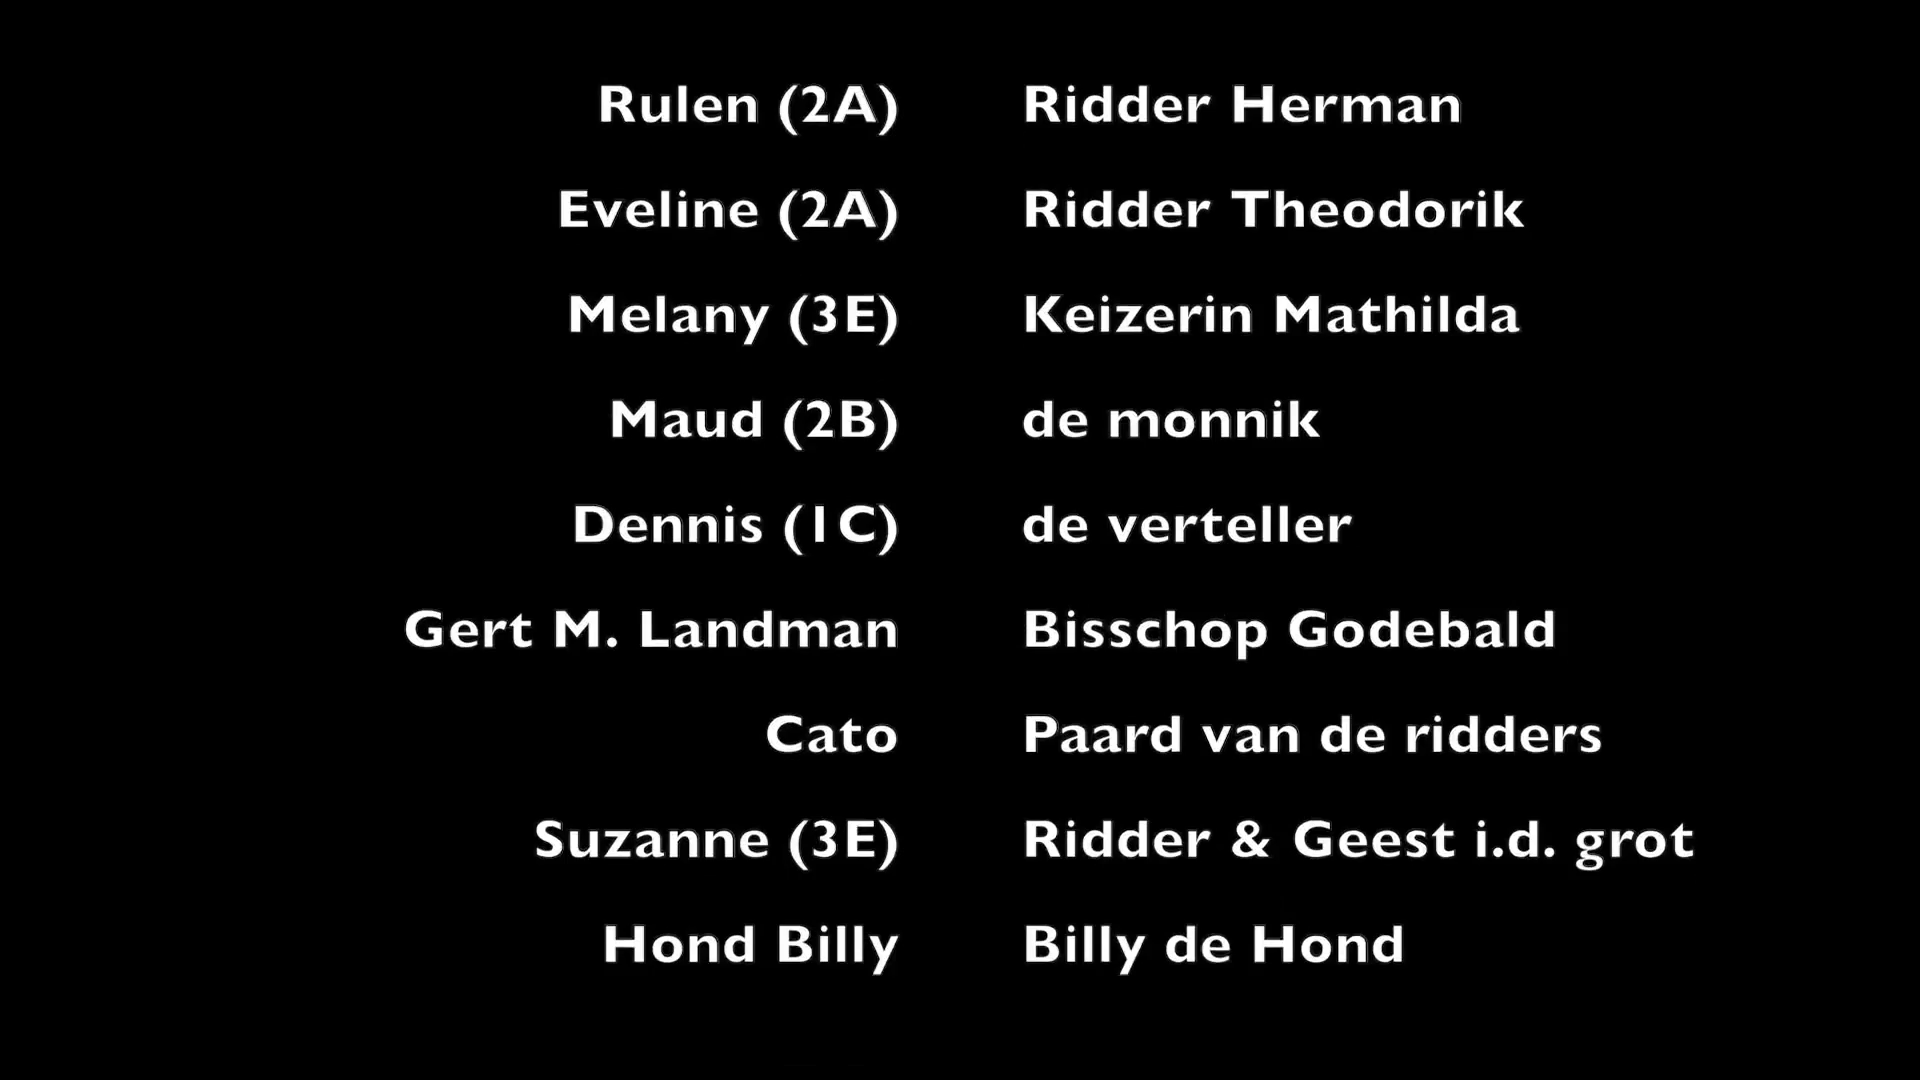 Rulen (2A) Ridder Herman
Eveline (2A) Ridder Theodorik
Melany (3E) Keizerin Mathilda
Maud (2B) de monnik
Dennis (1C) de verteller
Gert M. Landman Bisschop Godebald
Cato Paard van de ridders
Suzanne (3E) Ridder & Geest i.d. grot
Hond Billy Billy de Hond